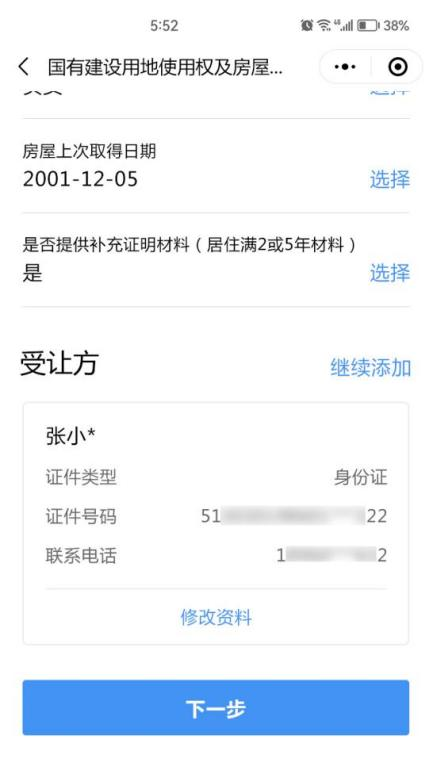 5:52
38%
国有建设用地使用权及房屋...
选择
房屋上次取得日期
2001-12-05
选择
是否提供补充证明材料（居住满2或5年材料）
是
选择
受让方
继续添加
张小*
证件类型
身份证
证件号码
51 22
联系电话
1 2
修改资料
下一步